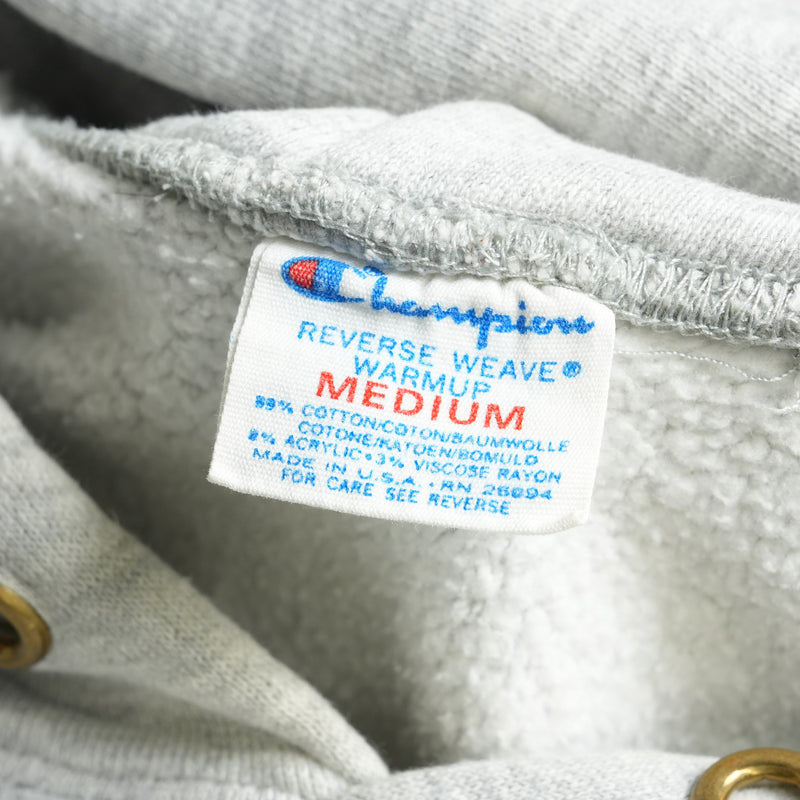 Champion
REVERSE WEAVE®
WARMUP
MEDIUM
89% COTTON/COTON/BAUMWOLLE
COTONE/KATOEN/BOMULD
8% ACRYLIC•3% VISCOSE RAYON
MADE IN U.S.A. • RN 26094
FOR CARE SEE REVERSE